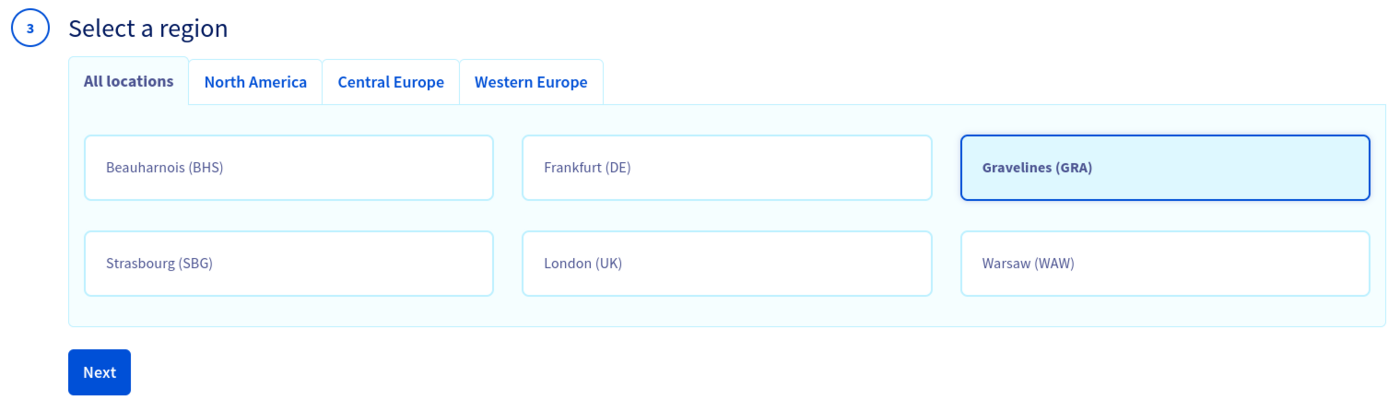 3 Select a region
All locations North America Central Europe Western Europe
Beauharnois (BHS) Frankfurt (DE) Gravelines (GRA)
Strasbourg (SBG) London (UK) Warsaw (WAW)
Next